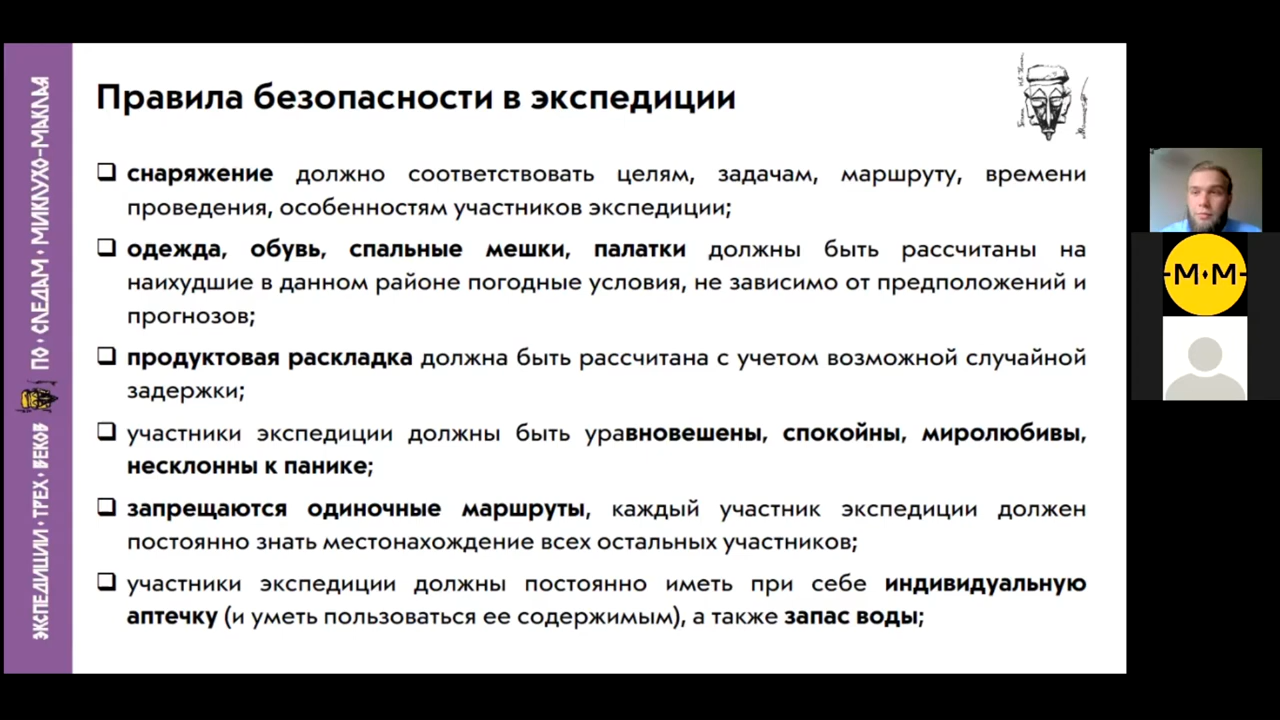 Правила безопасности в экспедиции
❑ снаряжение должно соответствовать целям, задачам, маршруту, времени
проведения, особенностям участников экспедиции;
❑ одежда, обувь, спальные мешки, палатки должны быть рассчитаны на
наихудшие в данном районе погодные условия, не зависимо от предположений и
прогнозов;
❑ продуктовая раскладка должна быть рассчитана с учетом возможной случайной
задержки;
❑ участники экспедиции должны быть уравновешены, спокойны, миролюбивы,
несклонны к панике;
❑ запрещаются одиночные маршруты, каждый участник экспедиции должен
постоянно знать местонахождение всех остальных участников;
❑ участники экспедиции должны постоянно иметь при себе индивидуальную
аптечку (и уметь пользоваться ее содержимым), а также запас воды;
ЭКСПЕДИЦИИ•ТРЕХ•ВЕКОВ ПО•СЛЕДАМ•МИКЛУХО-МАКЛАЯ
-М•М-